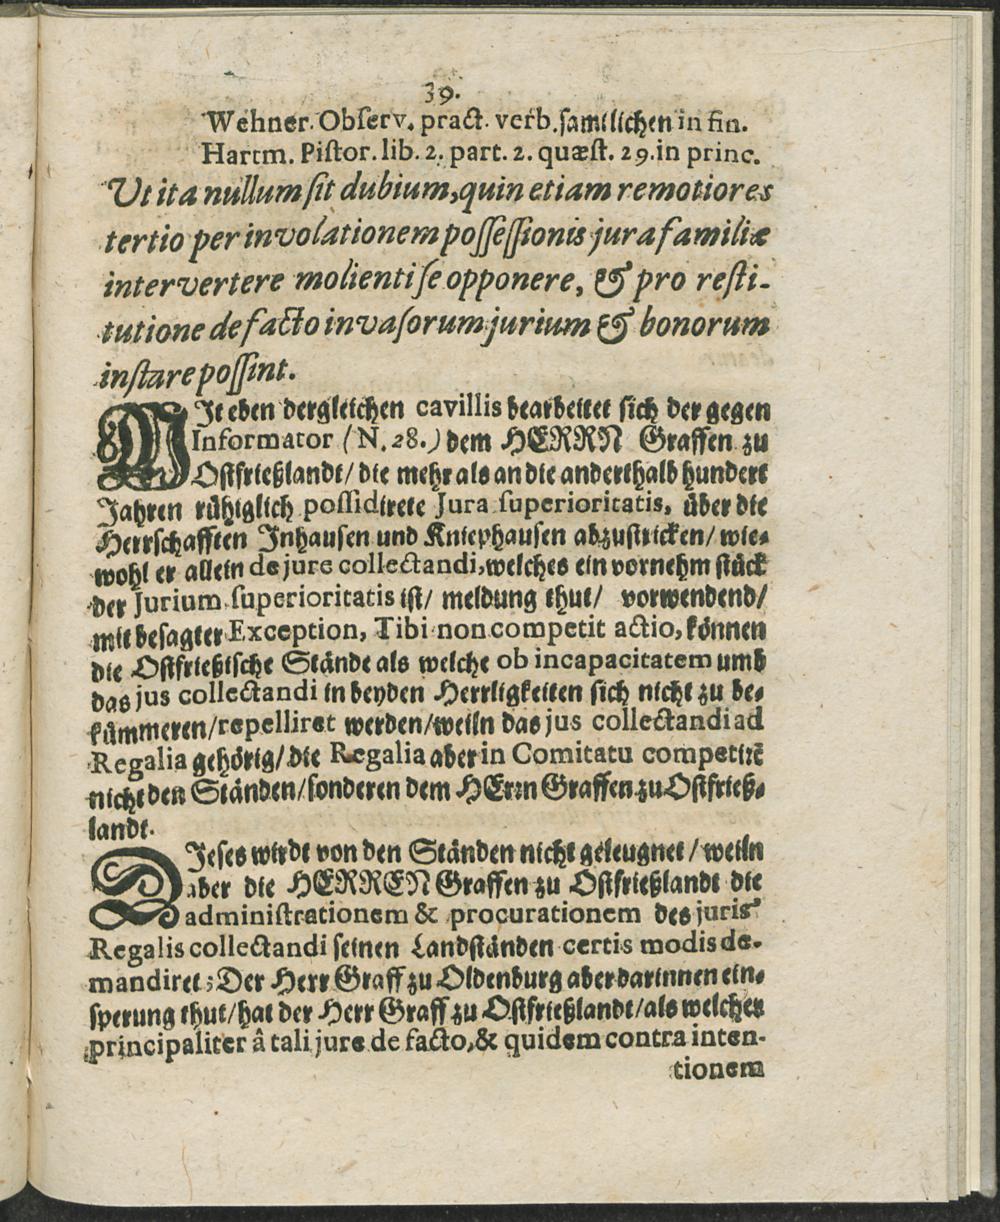 39.
Wehner. Obſerv. pract. verb. ſamtlichen in fin.
Hartm. Piſtor. lib. 2. part. 2. quæſt. 29. in princ.
Ut ita nullum ſit dubium, quin etiam remotiores
tertio per involationem poſſeſſionis jura familiæ
intervertere molienti ſe opponere, & pro reſti-
tutione de facto invaſorum jurium & bonorum
inſtare poſſint.
MIt eben dergleichen cavillis bearbeitet ſich der gegen
Informator (N. 28.) dem HERRN Graffen zu
Oſtfrießlandt/ die mehr als an die anderthalb hundert
Jahren rühiglich poſſidirete Jura ſuperioritatis, über die
Herrſchafften Inhauſen und Kniephauſen abzuſtricken/ wie-
wohl er allein de jure collectandi, welches ein vornehm ſtück
der Jurium ſuperioritatis iſt/ meldung thut/ vorwendend/
mit beſagter Exception, Tibi non competit actio, können
die Oſtfrießiſche Stände als welche ob incapacitatem umb
das jus collectandi in beyden Herrligkeiten ſich nicht zu be-
kümmeren/ repelliret werden/ weiln das jus collectandi ad
Regalia gehörig/ die Regalia aber in Comitatu competirē
nicht den Ständen/ ſonderen dem HErrn Graffen zu Oſtfrieß-
landt.
DIeſes wirdt von den Ständen nicht geleugnet/ weiln
aber die HERREN Graffen zu Oſtfrießlandt die
adminiſtrationem & procurationem des juris
Regalis collectandi ſeinen Landſtänden certis modis de-
mandiret; Der Herr Graff zu Oldenburg aber darinnen ein-
ſperung thut/ hat der Herr Graff zu Oſtfrießlandt/ als welcher
principaliter â tali jure de facto, & quidem contra inten-
tionem